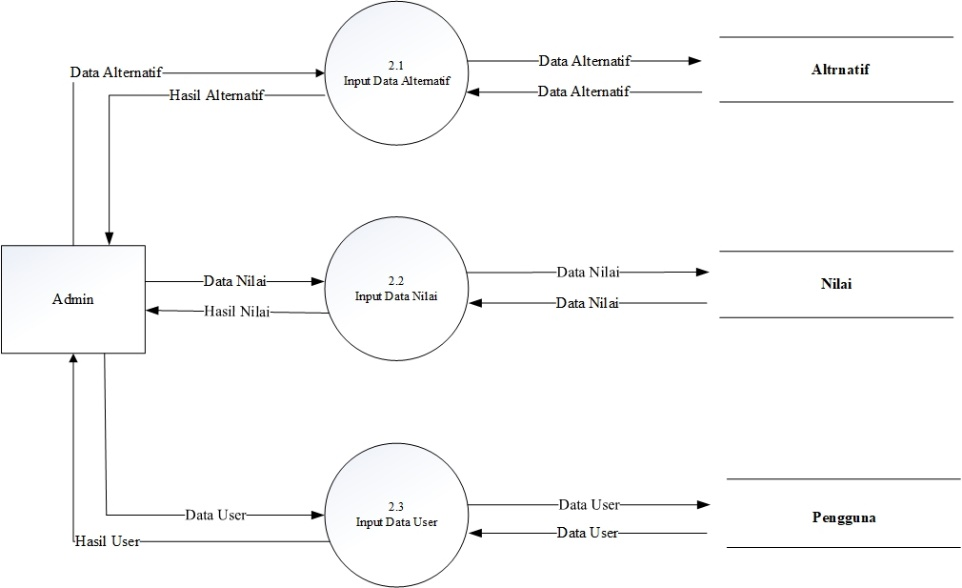 2.1
Input Data Alternatif
Data Alternatif
Hasil Alternatif
Data Alternatif
Data Alternatif
Altrnatif
Admin
Data Nilai
Hasil Nilai
2.2
Input Data Nilai
Data Nilai
Data Nilai
Nilai
Data User
Hasil User
2.3
Input Data User
Data User
Data User
Pengguna